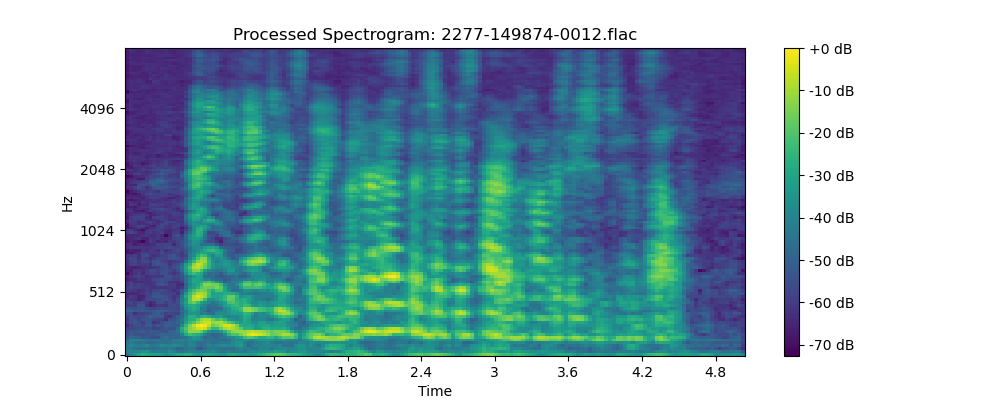 Processed Spectrogram: 2277-149874-0012.flac
Hz
4096
2048
1024
512
0
0 0.6 1.2 1.8 2.4 3 3.6 4.2 4.8
Time
+0 dB
-10 dB
-20 dB
-30 dB
-40 dB
-50 dB
-60 dB
-70 dB